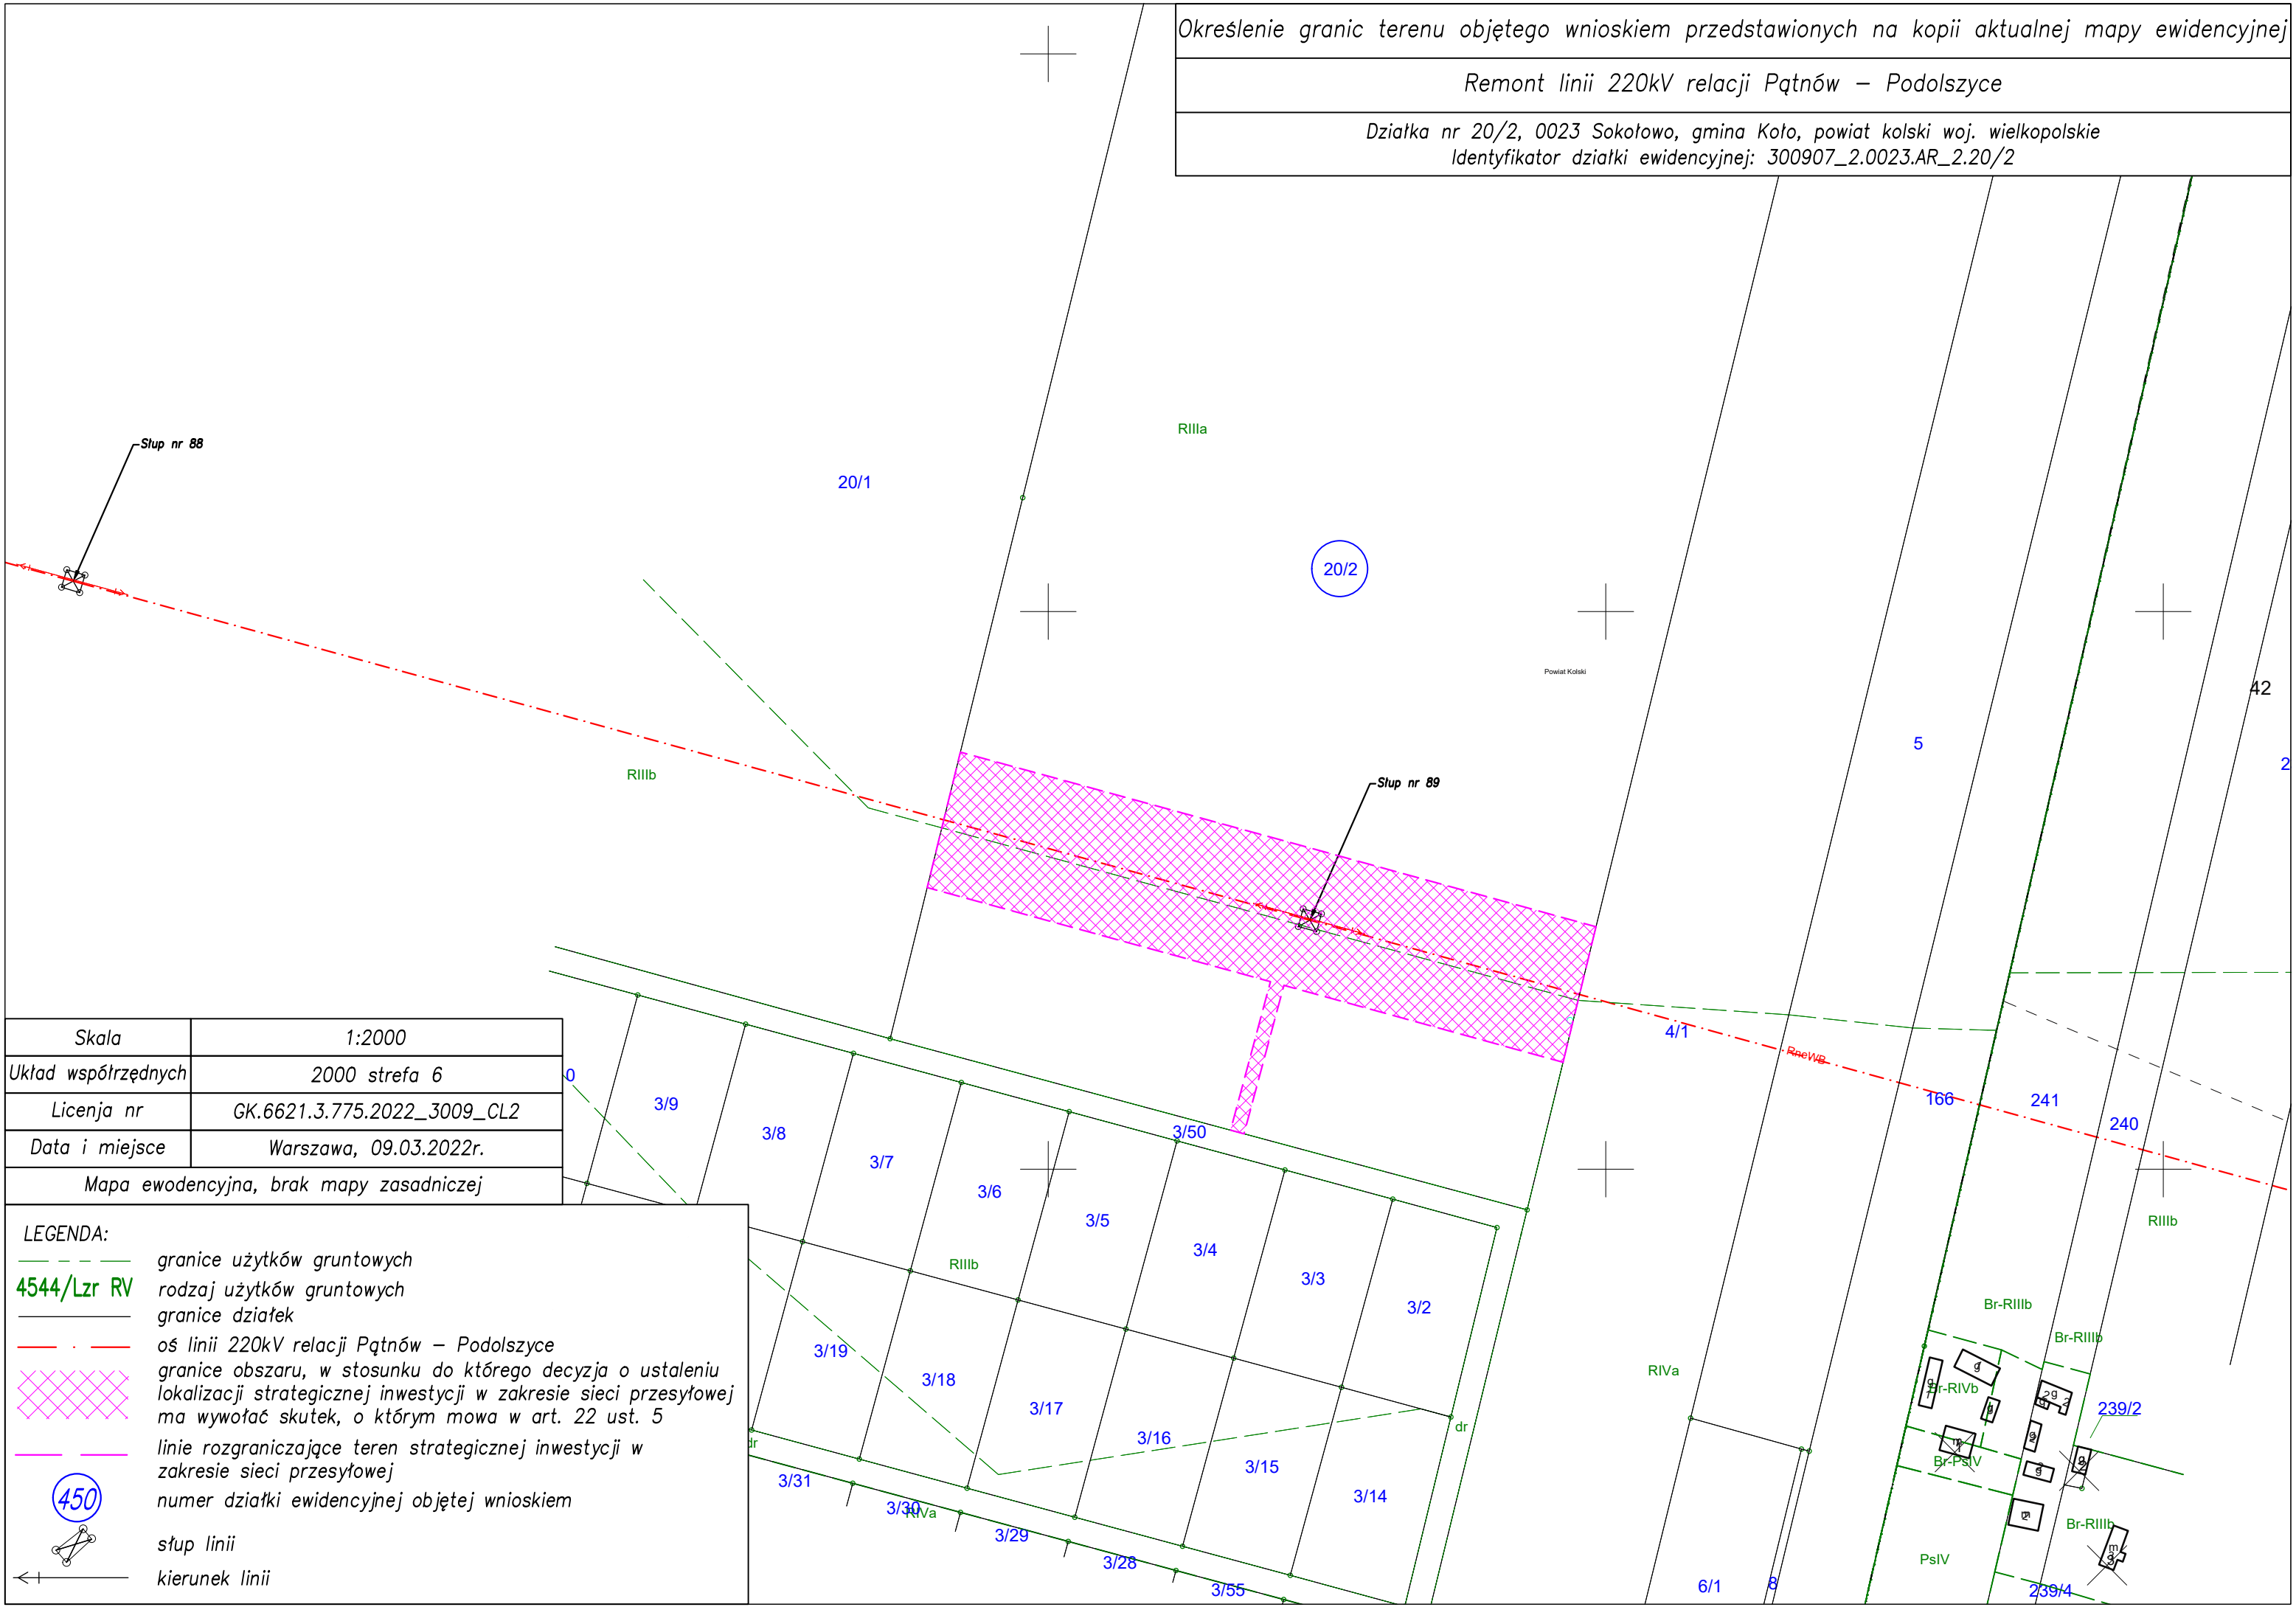 Określenie granic terenu objętego wnioskiem przedstawionych na kopii aktualnej mapy ewidencyjnej
Remont linii 220kV relacji Pątnów – Podolszyce
Działka nr 20/2, 0023 Sokołowo, gmina Koło, powiat kolski woj. wielkopolskie
Identyfikator działki ewidencyjnej: 300907_2.0023.AR_2.20/2
RIIIa
Słup nr 88
20/1
20/2
Powiat Kolski
42
5
2
RIIIb
Słup nr 89
4/1
RneWB
166
241
240
0
3/9
3/8
3/7
3/6
3/5
3/4
3/3
3/2
3/50
RIIIb
RIIIb
3/19
3/18
3/17
3/16
3/15
3/14
dr
dr
3/31
3/30
RIVa
3/29
3/28
3/55
RIVa
6/1
8
Br-RIIIb
Br-RIIIb
Br-RIVb
239/2
Br-PsIV
Br-RIIIb
PsIV
239/4
g
g
g
2
2
m
3
Skala 1:2000
Układ współrzędnych 2000 strefa 6
Licenja nr GK.6621.3.775.2022_3009_CL2
Data i miejsce Warszawa, 09.03.2022r.
Mapa ewodencyjna, brak mapy zasadniczej
LEGENDA:
granice użytków gruntowych
4544/Lzr RV rodzaj użytków gruntowych
granice działek
oś linii 220kV relacji Pątnów – Podolszyce
granice obszaru, w stosunku do którego decyzja o ustaleniu
lokalizacji strategicznej inwestycji w zakresie sieci przesyłowej
ma wywołać skutek, o którym mowa w art. 22 ust. 5
linie rozgraniczające teren strategicznej inwestycji w
zakresie sieci przesyłowej
450 numer działki ewidencyjnej objętej wnioskiem
słup linii
kierunek linii